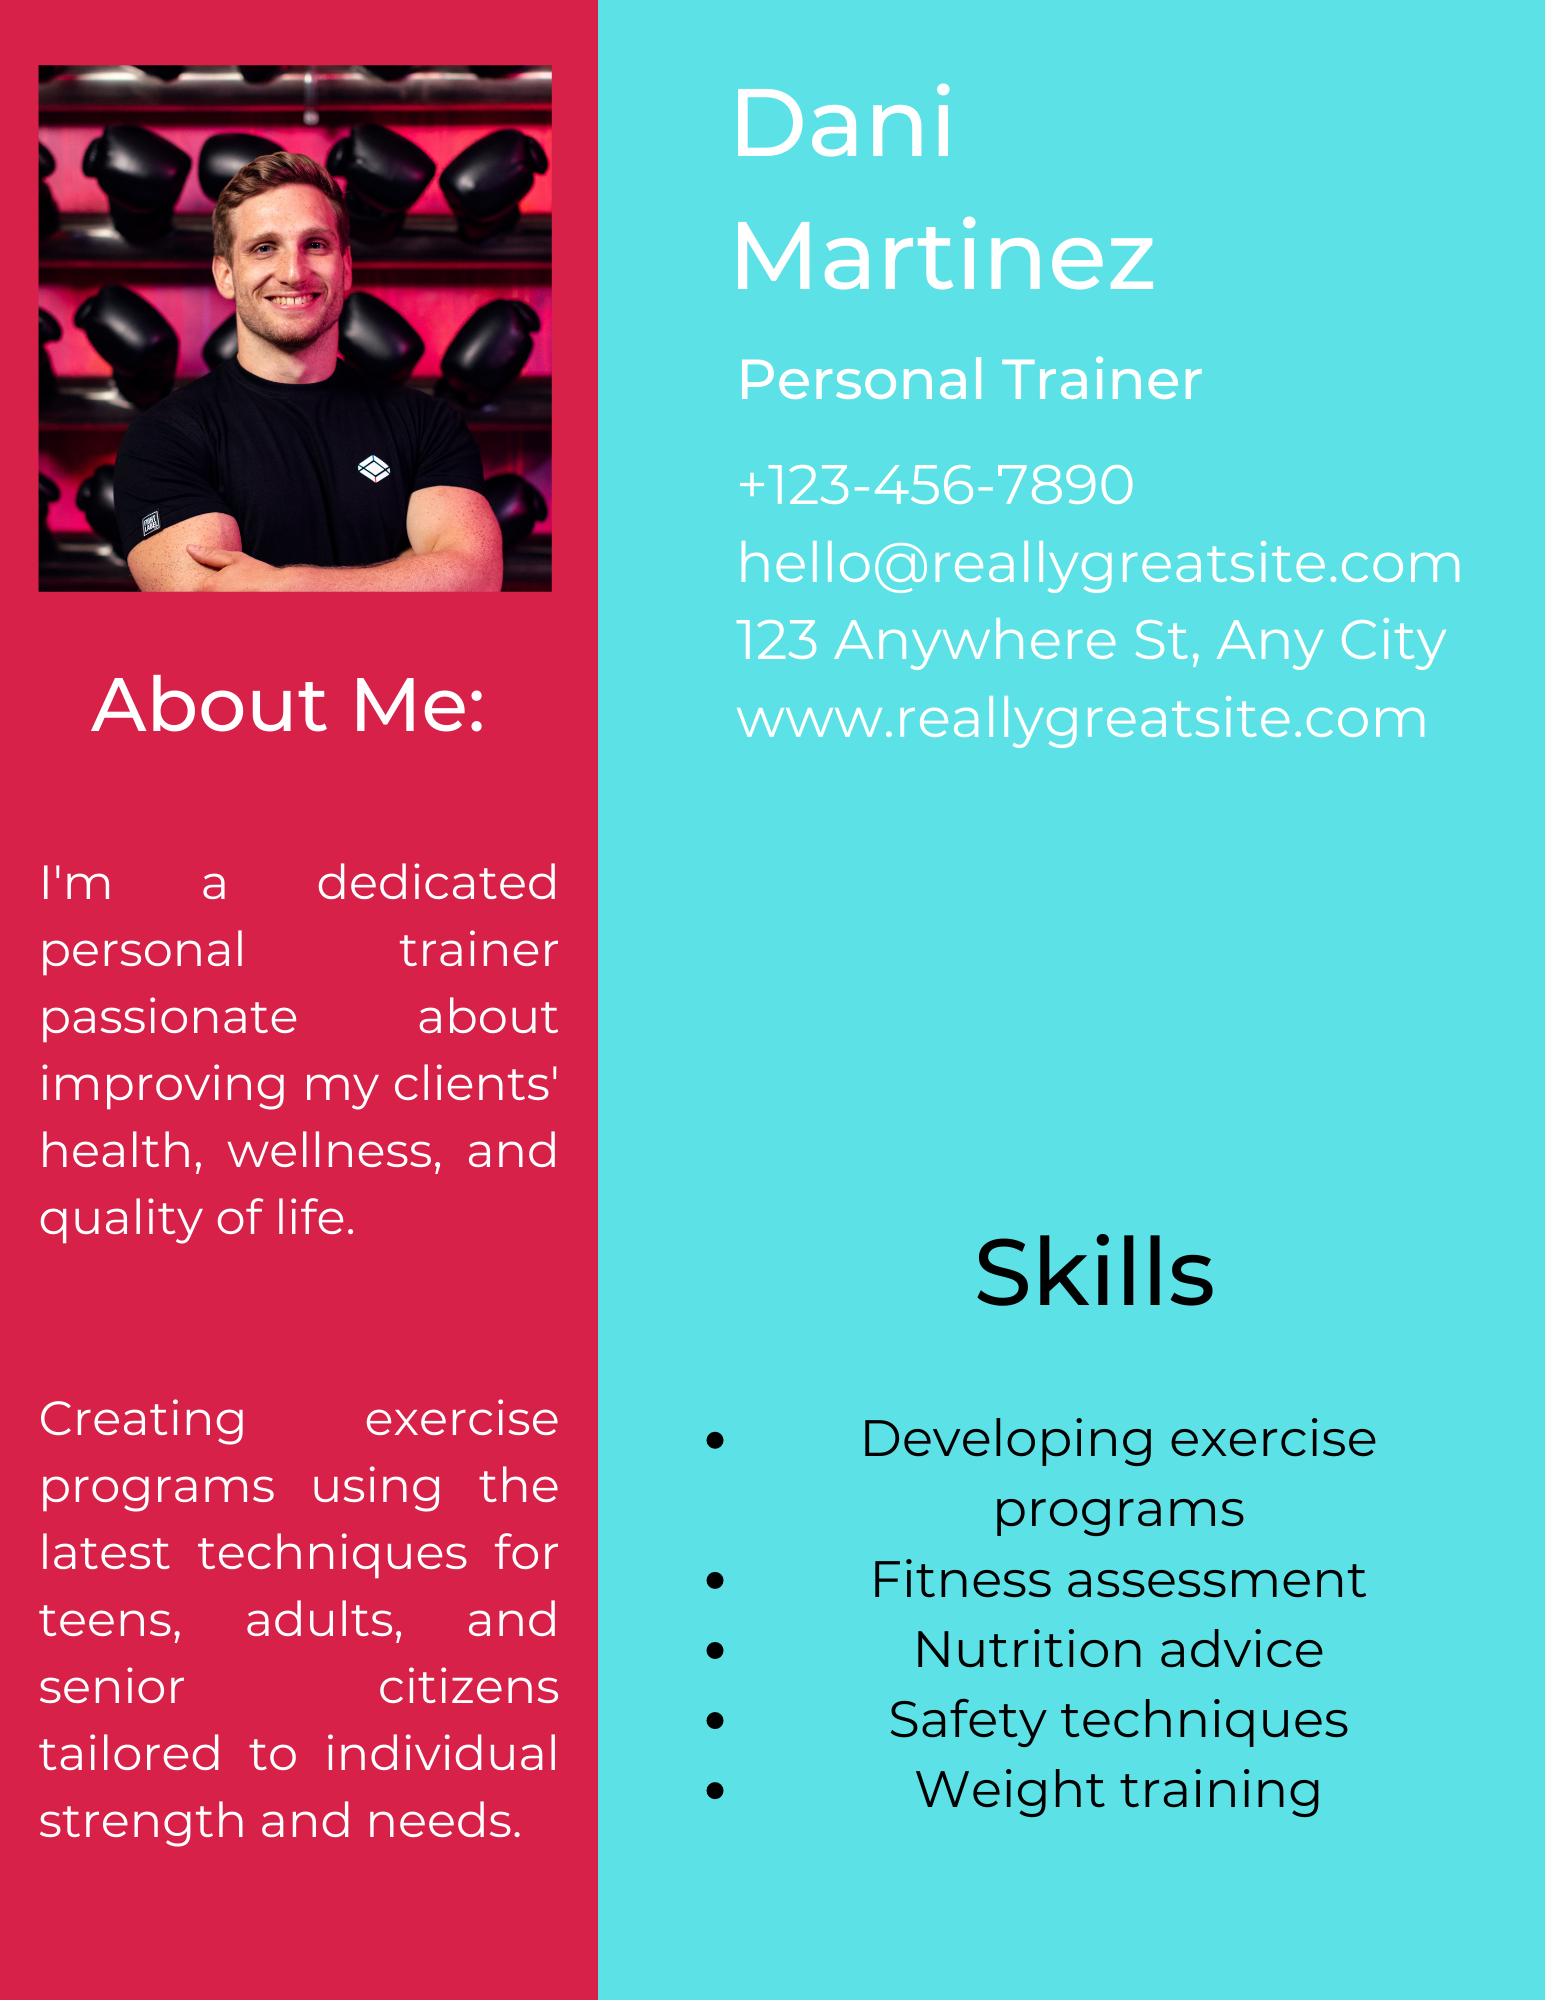 Dani
Martinez
Personal Trainer
+123-456-7890
hello@reallygreatsite.com
123 Anywhere St, Any City
www.reallygreatsite.com
About Me:
I'm a dedicated
personal trainer
passionate about
improving my clients'
health, wellness, and
quality of life.
Creating exercise
programs using the
latest techniques for
teens, adults, and
senior citizens
tailored to individual
strength and needs.
Skills
• Developing exercise
programs
• Fitness assessment
• Nutrition advice
• Safety techniques
• Weight training